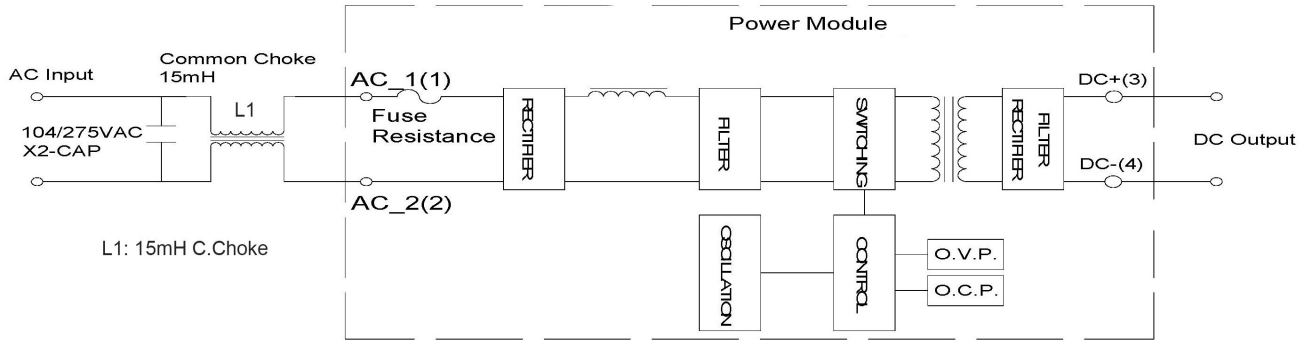 Power Module
Common Choke
15mH
AC Input
L1
AC_1(1)
Fuse
Resistance
104/275VAC
X2-CAP
AC_2(2)
L1: 15mH C.Choke
RECTIFIER
FILTER
SWITCHING
FILTER
RECTIFIER
DC+(3)
DC-(4)
DC Output
OSCILLATION
CONTROL
O.V.P.
O.C.P.